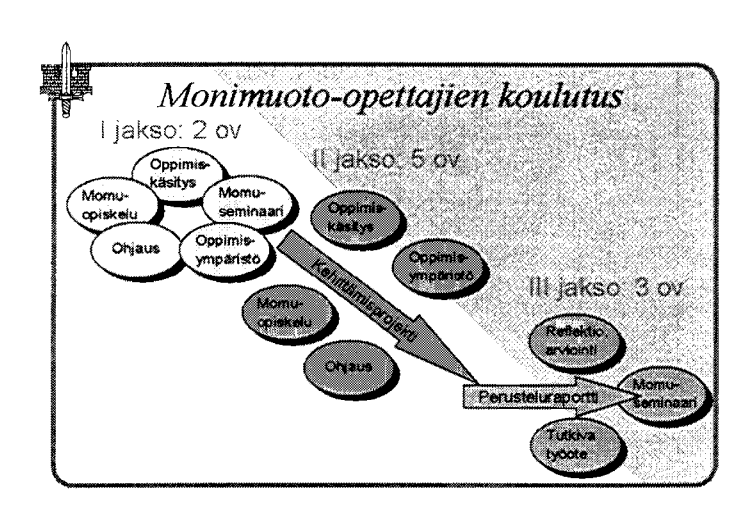 Monimuoto-opettajien koulutus
I jakso: 2 ov
Oppimis-
käsitys
Momu-
opiskelu
Momu-
seminaari
Ohjaus
Oppimis-
ympäristö
II jakso: 5 ov
Oppimis-
käsitys
Oppimis-
ympäristö
Kehittämisprojekti
Momu-
opiskelu
Ohjaus
III jakso 3 ov
Reflektio,
arviointi
Perusteluraportti
Momu-
seminaari
Tutkiva
työote